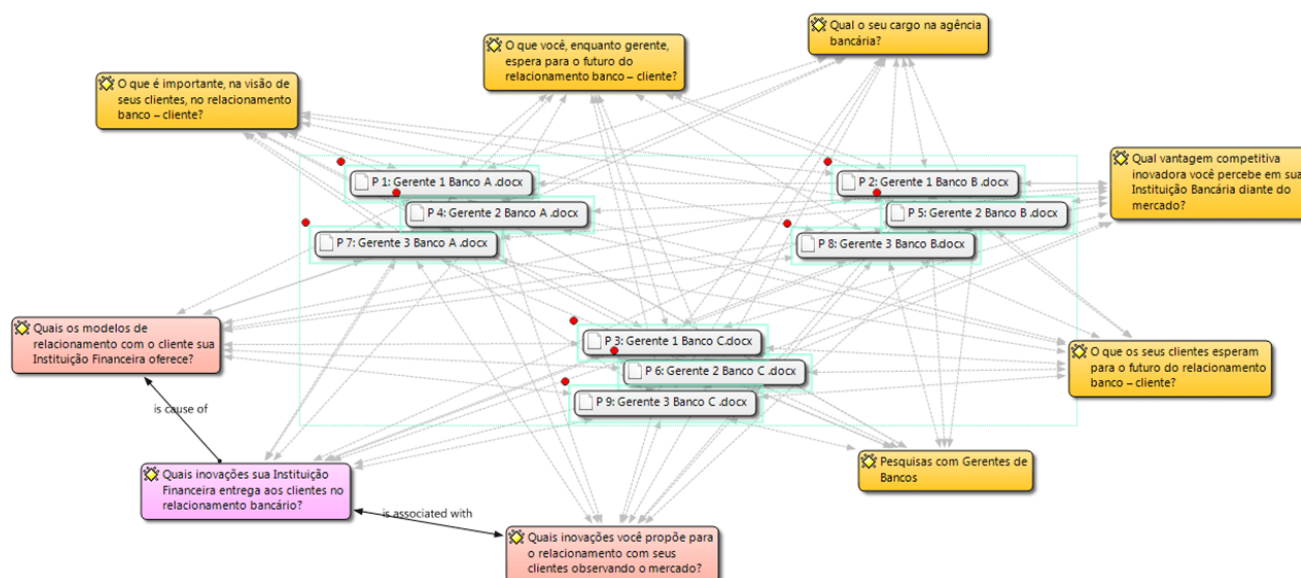 Qual o seu cargo na agência
bancária?
O que você, enquanto gerente,
espera para o futuro do
relacionamento banco – cliente?
O que é importante, na visão de
seus clientes, no relacionamento
banco – cliente?
Qual vantagem competitiva
inovadora você percebe em sua
Instituição Bancária diante do
mercado?
P 1: Gerente 1 Banco A .docx
P 4: Gerente 2 Banco A .docx
P 7: Gerente 3 Banco A .docx
P 2: Gerente 1 Banco B .docx
P 5: Gerente 2 Banco B .docx
P 8: Gerente 3 Banco B.docx
P 3: Gerente 1 Banco C.docx
P 6: Gerente 2 Banco C .docx
P 9: Gerente 3 Banco C .docx
Quais os modelos de
relacionamento com o cliente sua
Instituição Financeira oferece?
O que os seus clientes esperam
para o futuro do relacionamento
banco – cliente?
is cause of
Pesquisas com Gerentes de
Bancos
Quais inovações sua Instituição
Financeira entrega aos clientes no
relacionamento bancário?
is associated with
Quais inovações você propõe para
o relacionamento com seus
clientes observando o mercado?